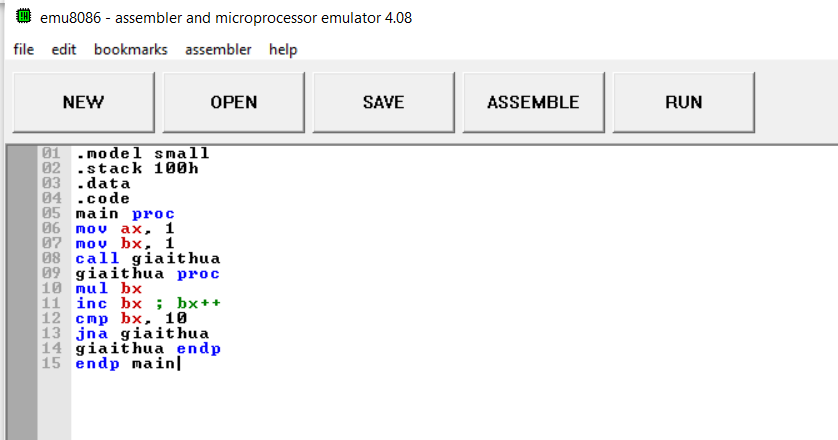 emu8086 - assembler and microprocessor emulator 4.08
file edit bookmarks assembler help
NEW OPEN SAVE ASSEMBLE RUN
01 .model small
02 .stack 100h
03 .data
04 .code
05 main proc
06 mov ax, 1
07 mov bx, 1
08 call giaithua
09 giaithua proc
10 mul bx
11 inc bx ; bx++
12 cmp bx, 10
13 jna giaithua
14 giaithua endp
15 endp main